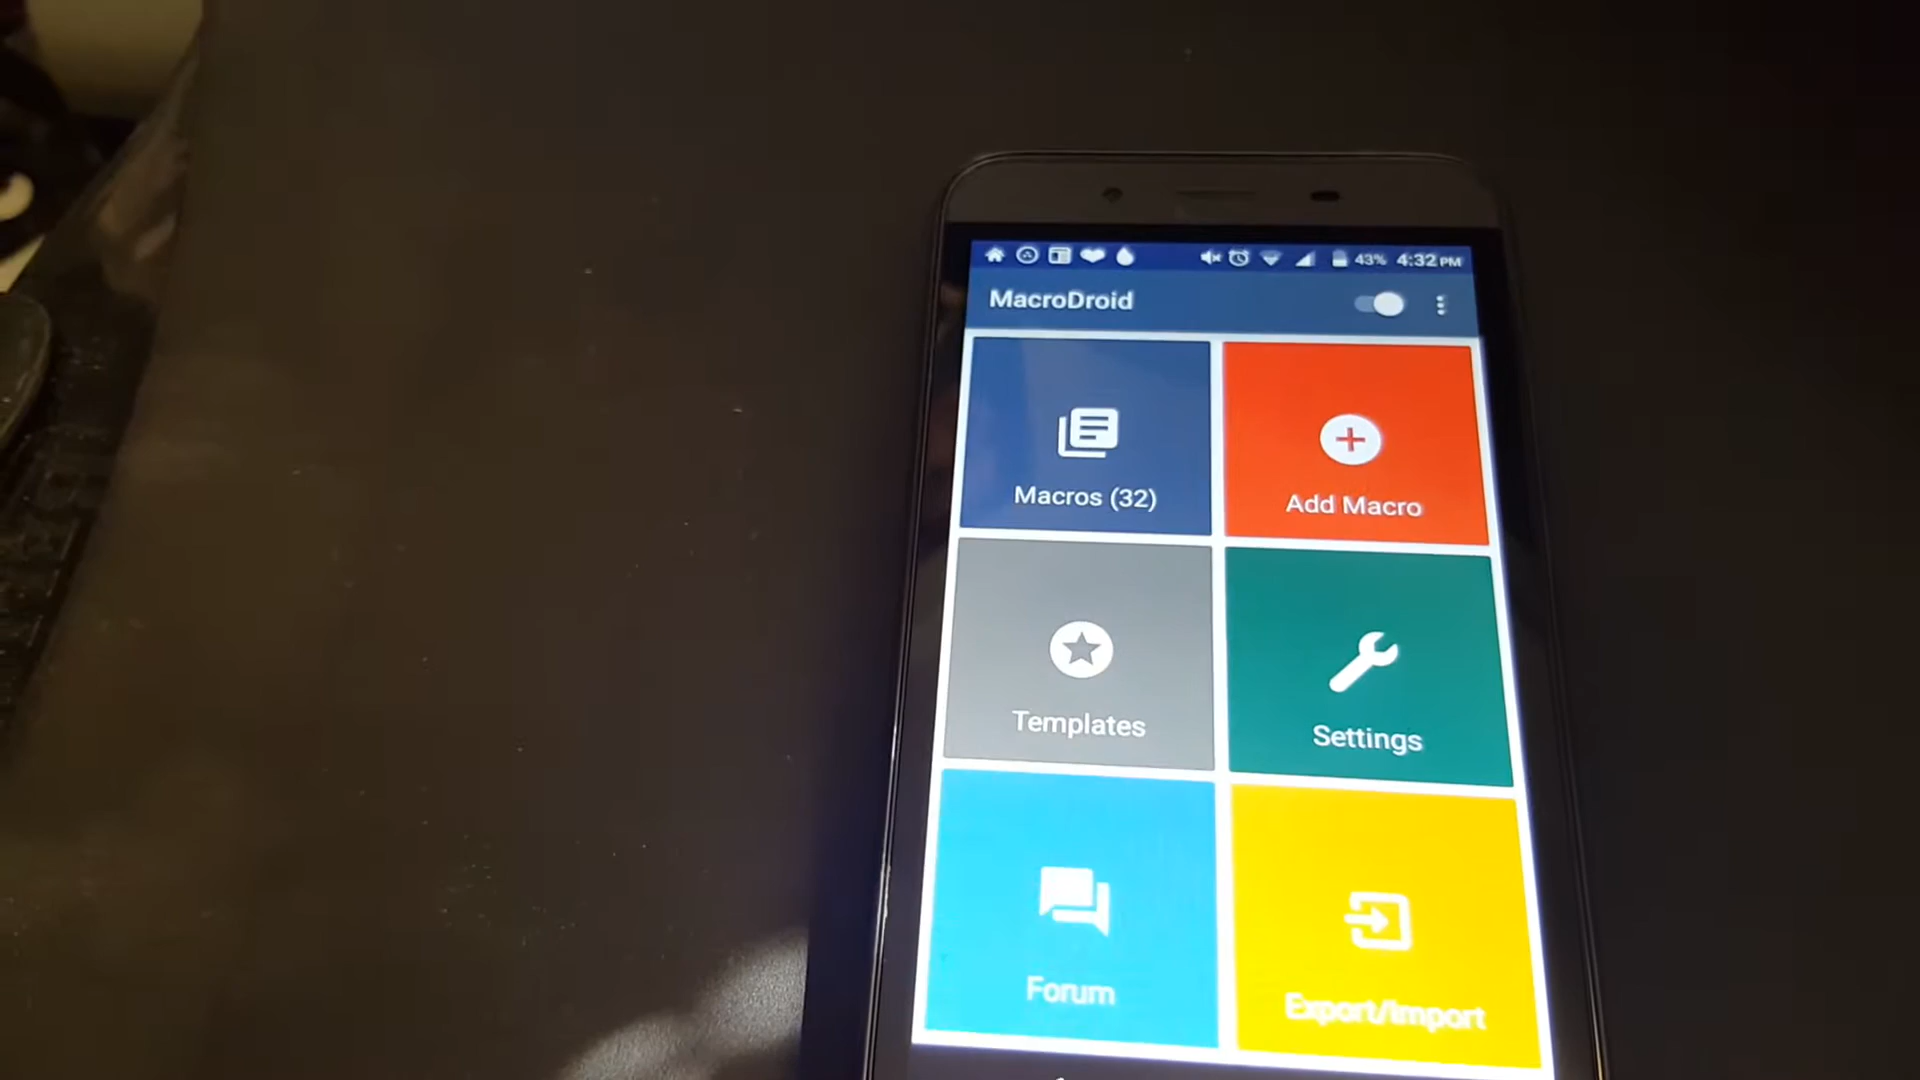 43% 4:32 PM
MacroDroid
Macros (32)
Add Macro
Templates
Settings
Forum
Export/Import